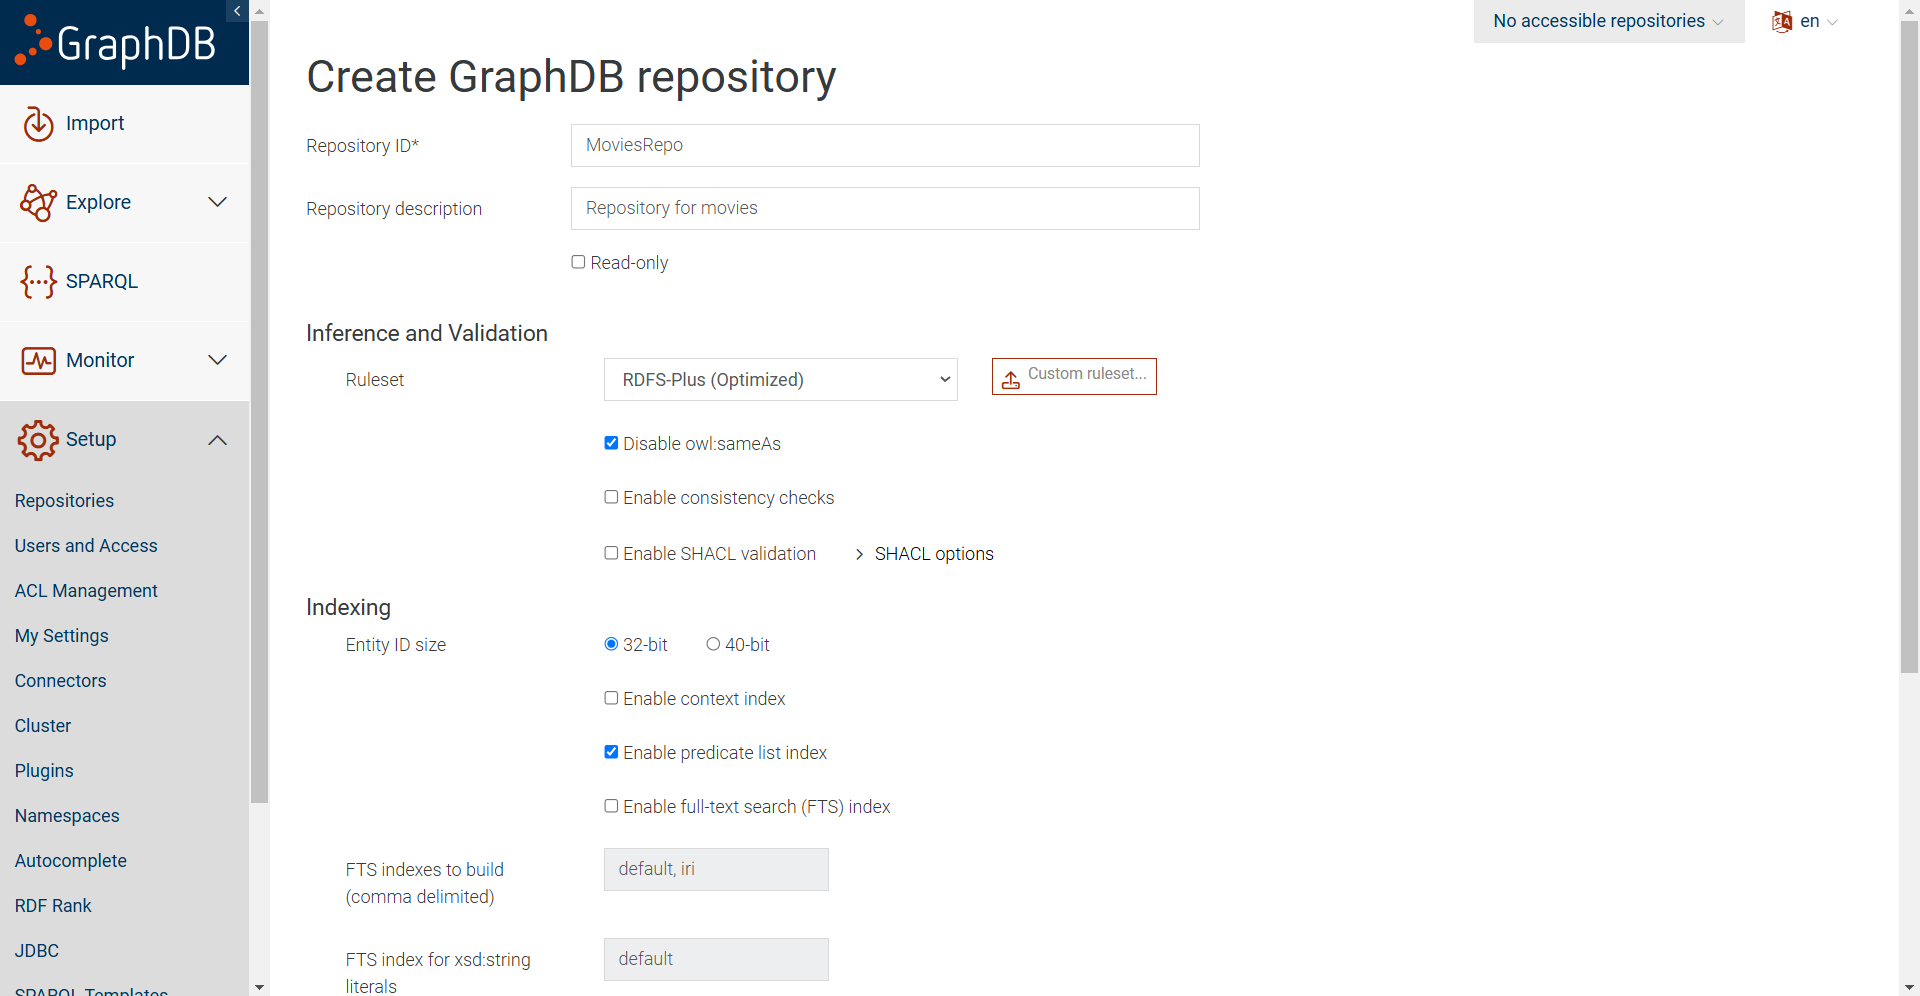 GraphDB
Import
Explore
SPARQL
Monitor
Setup
Repositories
Users and Access
ACL Management
My Settings
Connectors
Cluster
Plugins
Namespaces
Autocomplete
RDF Rank
JDBC
SPARQL Templates
No accessible repositories
en
Create GraphDB repository
Repository ID*
MoviesRepo
Repository description
Repository for movies
Read-only
Inference and Validation
Ruleset
RDFS-Plus (Optimized)
Custom ruleset...
Disable owl:sameAs
Enable consistency checks
Enable SHACL validation
SHACL options
Indexing
Entity ID size
32-bit
40-bit
Enable context index
Enable predicate list index
Enable full-text search (FTS) index
FTS indexes to build
(comma delimited)
default, iri
FTS index for xsd:string
literals
default